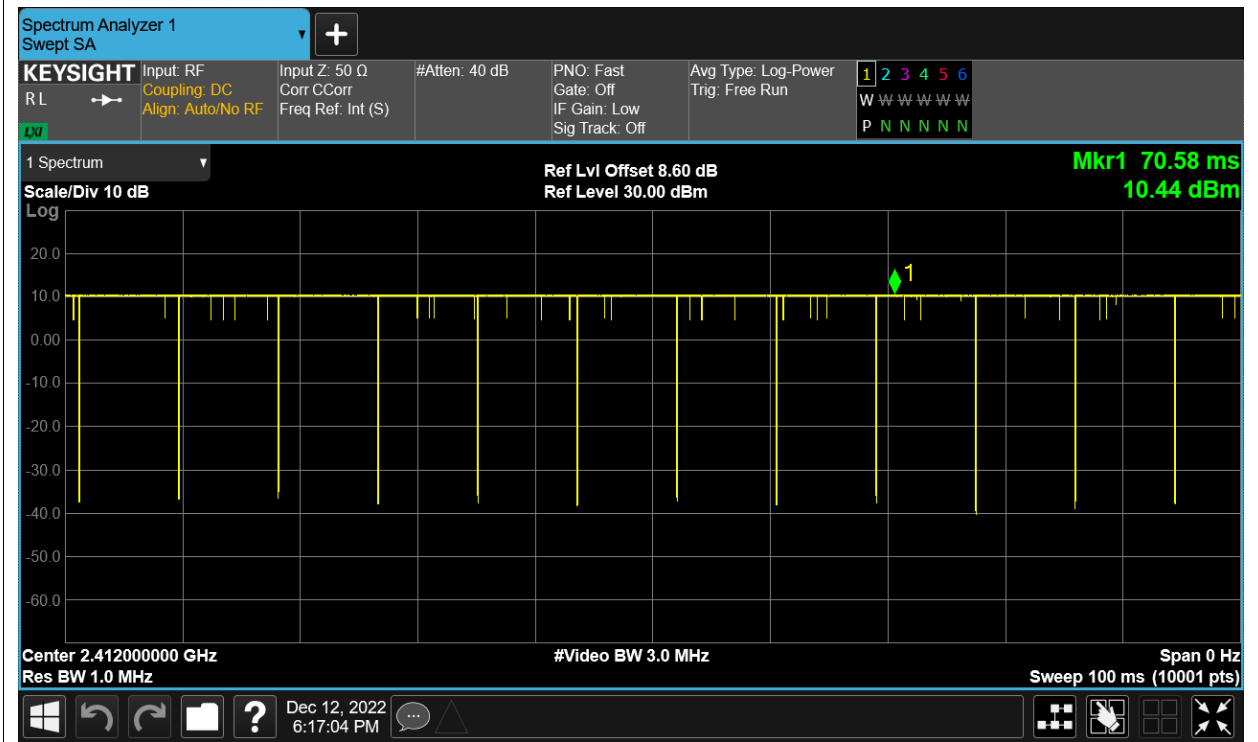 Spectrum Analyzer 1
Swept SA
▼
+
KEYSIGHT
R L
LXI
Input: RF
Coupling: DC
Align: Auto/No RF
Input Z: 50 Ω
Corr CCorr
Freq Ref: Int (S)
#Atten: 40 dB
PNO: Fast
Gate: Off
IF Gain: Low
Sig Track: Off
Avg Type: Log-Power
Trig: Free Run
1 2 3 4 5 6
W W W W W W
P N N N N N
1 Spectrum ▼
Scale/Div 10 dB
Ref Lvl Offset 8.60 dB
Ref Level 30.00 dBm
Mkr1 70.58 ms
10.44 dBm
Log
20.0
10.0
0.00
-10.0
-20.0
-30.0
-40.0
-50.0
-60.0
1
Center 2.412000000 GHz
Res BW 1.0 MHz
#Video BW 3.0 MHz
Span 0 Hz
Sweep 100 ms (10001 pts)
?
Dec 12, 2022
6:17:04 PM